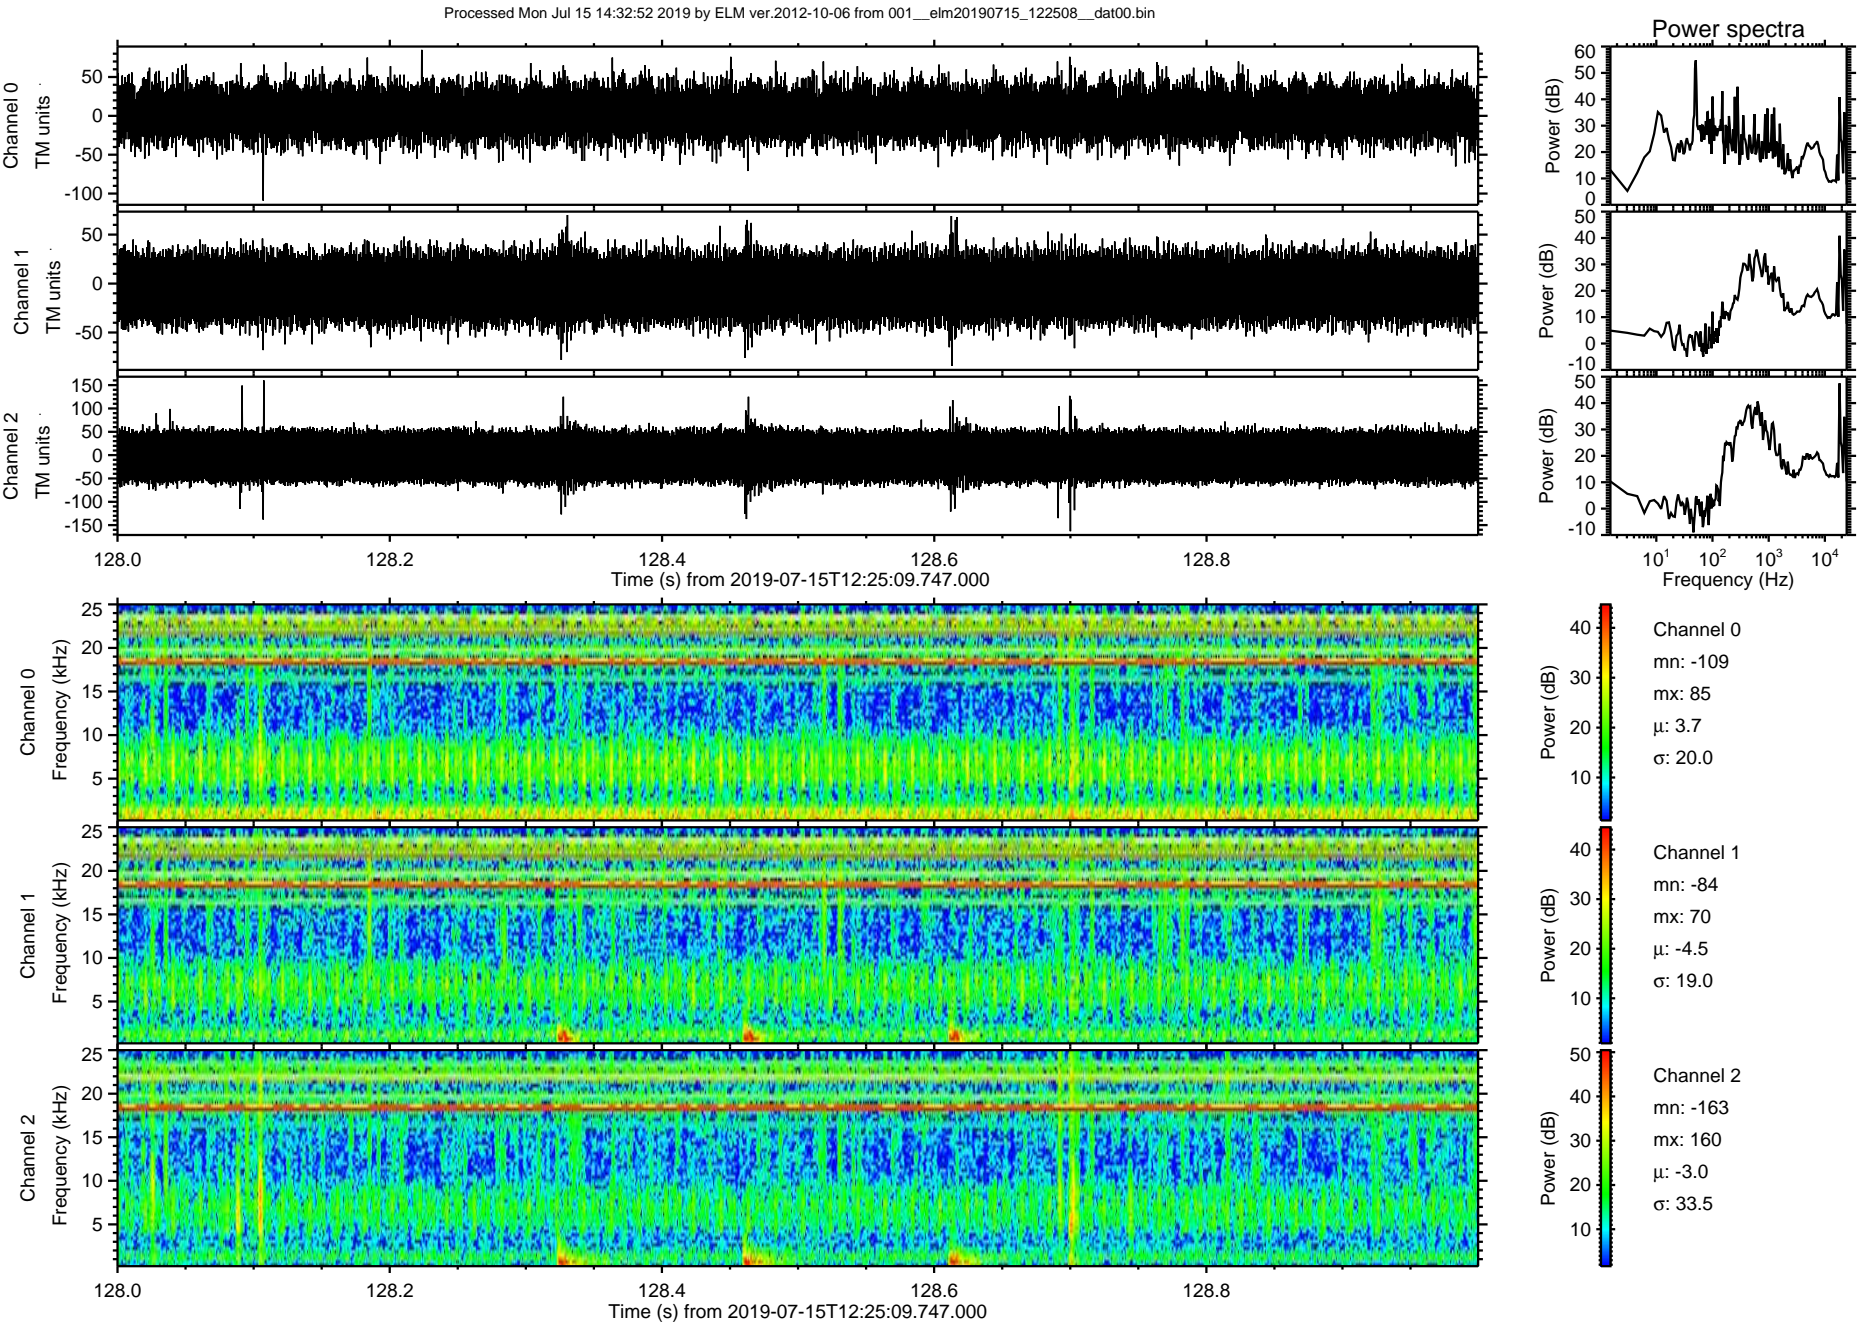 Processed Mon Jul 15 14:32:52 2019 by ELM ver.2012-10-06 from 001__elm20190715_122508__dat00.bin
Power spectra
Channel 0
TM units
50
0
-50
-100
Power (dB)
60
50
40
30
20
10
0
Channel 1
TM units
50
0
-50
Power (dB)
50
40
30
20
10
0
-10
Channel 2
TM units
150
100
50
0
-50
-100
-150
Power (dB)
50
40
30
20
10
0
-10
128.0 128.2 128.4 128.6 128.8
Time (s) from 2019-07-15T12:25:09.747.000
10¹ 10² 10³ 10⁴
Frequency (Hz)
Channel 0
Frequency (kHz)
25
20
15
10
5
Power (dB)
40
30
20
10
Channel 0
mn: -109
mx: 85
μ: 3.7
σ: 20.0
Channel 1
Frequency (kHz)
25
20
15
10
5
Power (dB)
40
30
20
10
Channel 1
mn: -84
mx: 70
μ: -4.5
σ: 19.0
Channel 2
Frequency (kHz)
25
20
15
10
5
Power (dB)
50
40
30
20
10
Channel 2
mn: -163
mx: 160
μ: -3.0
σ: 33.5
128.0 128.2 128.4 128.6 128.8
Time (s) from 2019-07-15T12:25:09.747.000